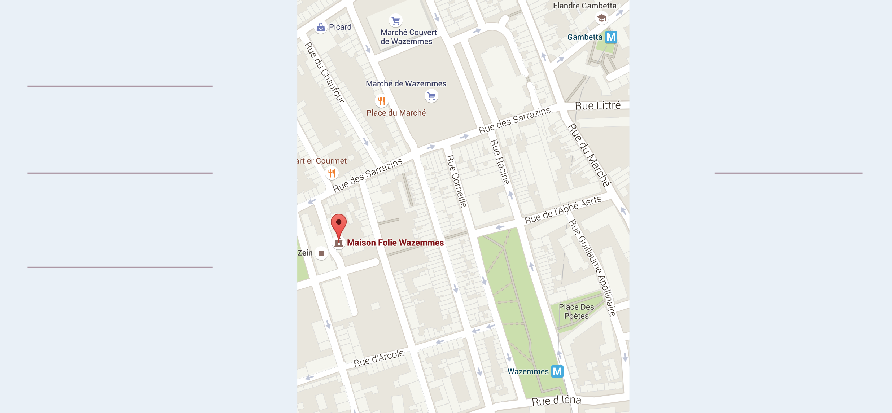 Flandre Gambetta
Picard
Marché Couvert
de Wazemmes
Gambetta M
Rue du Chaufour
Marché de Wazemmes
Rue Littré
Place du Marché
Rue des Sarrazins
Rue du Marché
artier Gourmet
Rue des Sarrazins
Rue Corneille
Rue Racine
Rue de l'Abbé Aerts
Maison Folie Wazemmes
Zein
Rue Guillaume Apollinaire
Place Des
Poètes
Rue d'Arcole
Wazemmes M
Rue d'Iéna